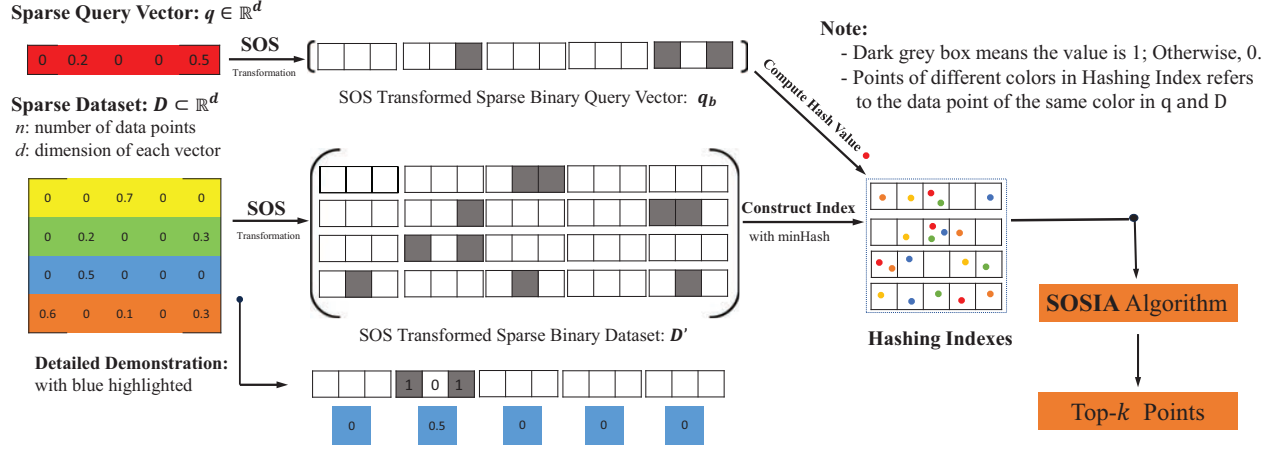 Sparse Query Vector: q ∈ ℝ^d
0 0.2 0 0 0.5
SOS
Transformation
SOS Transformed Sparse Binary Query Vector: q_b
Note:
- Dark grey box means the value is 1; Otherwise, 0.
- Points of different colors in Hashing Index refers
to the data point of the same color in q and D
Compute Hash Value
Sparse Dataset: D ⊂ ℝ^d
n: number of data points
d: dimension of each vector
0 0 0.7 0 0
0 0.2 0 0 0.3
0 0.5 0 0 0
0.6 0 0.1 0 0.3
SOS
Transformation
SOS Transformed Sparse Binary Dataset: D'
Construct Index
with minHash
Hashing Indexes
SOSIA Algorithm
Top-k Points
Detailed Demonstration:
with blue highlighted
1 0 1
0 0.5 0 0 0